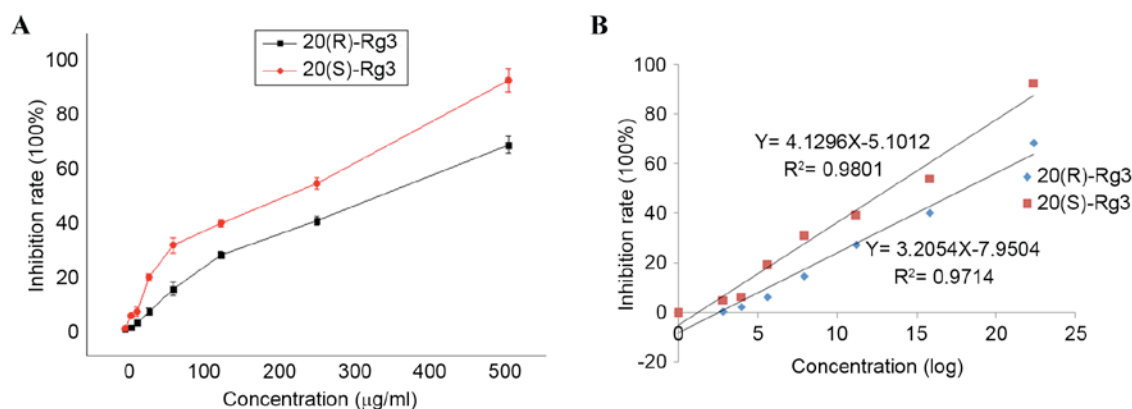 A
20(R)-Rg3
20(S)-Rg3
100
80
60
40
20
0
Inhibition rate (100%)
0 100 200 300 400 500
Concentration (μg/ml)
B
100
80
60
40
20
0
-20
Inhibition rate (100%)
Y= 4.1296X-5.1012
R²= 0.9801
20(R)-Rg3
20(S)-Rg3
Y= 3.2054X-7.9504
R²= 0.9714
0 5 10 15 20 25
Concentration (log)